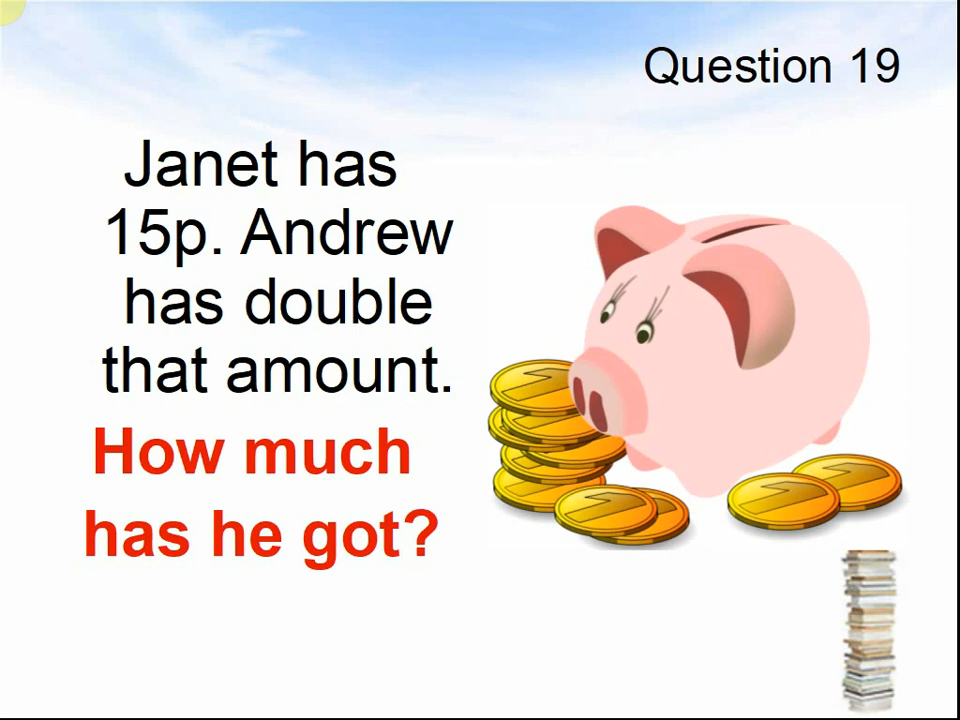 Question 19
Janet has
15p. Andrew
has double
that amount.
How much
has he got?